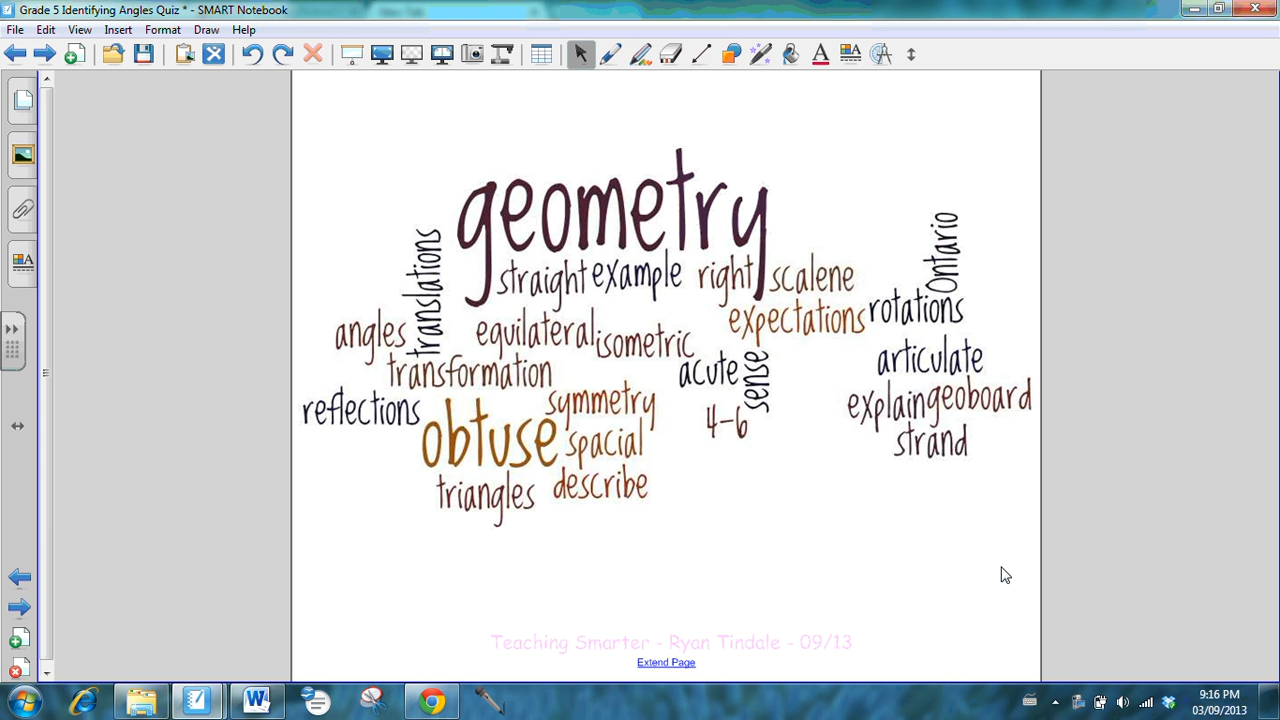 Grade 5 Identifying Angles Quiz * - SMART Notebook
File Edit View Insert Format Draw Help
geometry
translations
Ontario
straight example right scalene
expectations rotations
angles equilateral isometric
transformation acute sense articulate
reflections symmetry 4-6 explain geoboard
obtuse spacial strand
triangles describe
Teaching Smarter - Ryan Tindale - 09/13
Extend Page
9:16 PM
03/09/2013